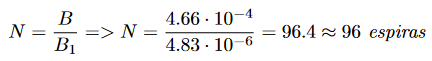 N = B / B₁ => N = 4.66 · 10⁻⁴ / 4.83 · 10⁻⁶ = 96.4 ≈ 96 espiras